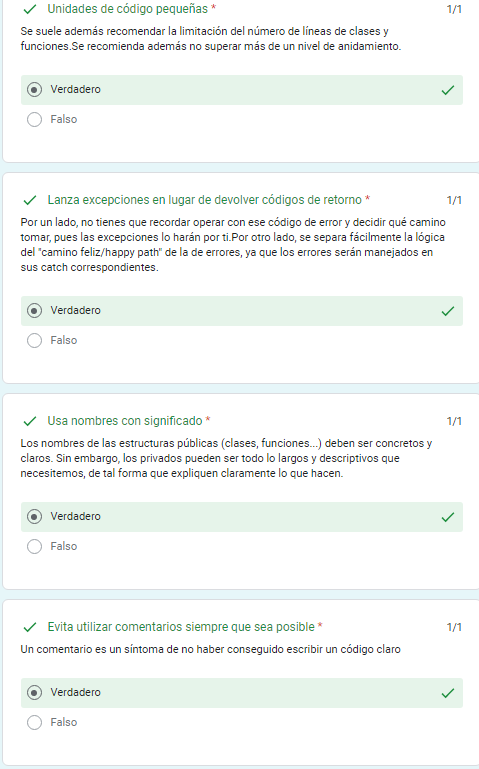 Unidades de código pequeñas * 1/1
Se suele además recomendar la limitación del número de líneas de clases y
funciones.Se recomienda además no superar más de un nivel de anidamiento.
Verdadero
Falso
Lanza excepciones en lugar de devolver códigos de retorno * 1/1
Por un lado, no tienes que recordar operar con ese código de error y decidir qué camino
tomar, pues las excepciones lo harán por ti.Por otro lado, se separa fácilmente la lógica
del "camino feliz/happy path" de la de errores, ya que los errores serán manejados en
sus catch correspondientes.
Verdadero
Falso
Usa nombres con significado * 1/1
Los nombres de las estructuras públicas (clases, funciones...) deben ser concretos y
claros. Sin embargo, los privados pueden ser todo lo largos y descriptivos que
necesitemos, de tal forma que expliquen claramente lo que hacen.
Verdadero
Falso
Evita utilizar comentarios siempre que sea posible * 1/1
Un comentario es un síntoma de no haber conseguido escribir un código claro
Verdadero
Falso